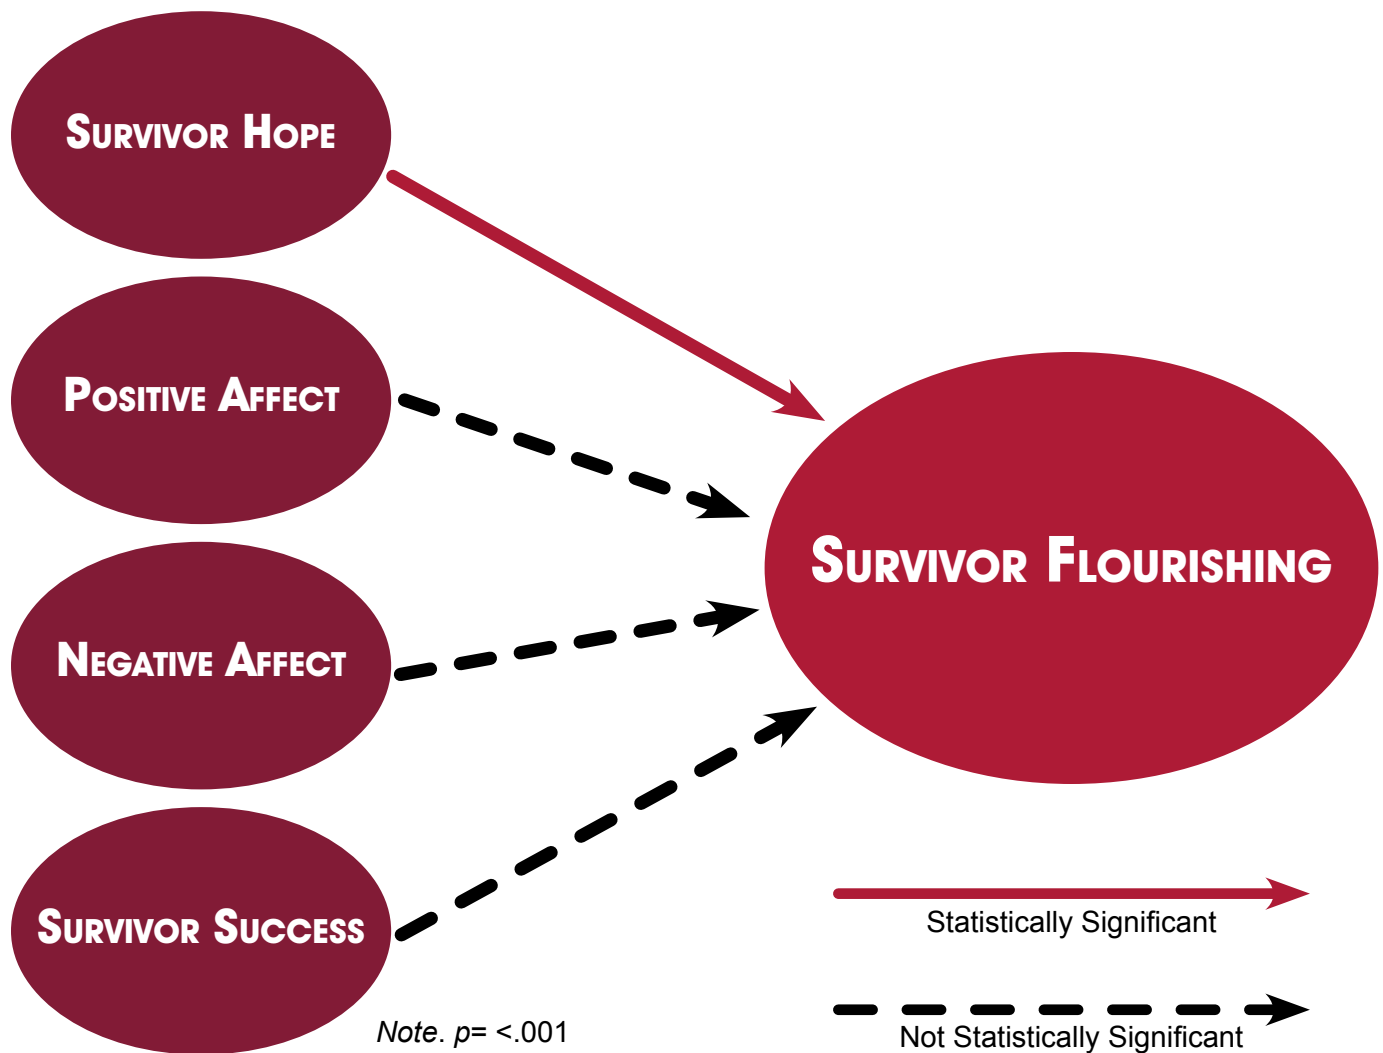 SURVIVOR HOPE
POSITIVE AFFECT
NEGATIVE AFFECT
SURVIVOR SUCCESS
SURVIVOR FLOURISHING
Statistically Significant
Not Statistically Significant
Note. p= <.001